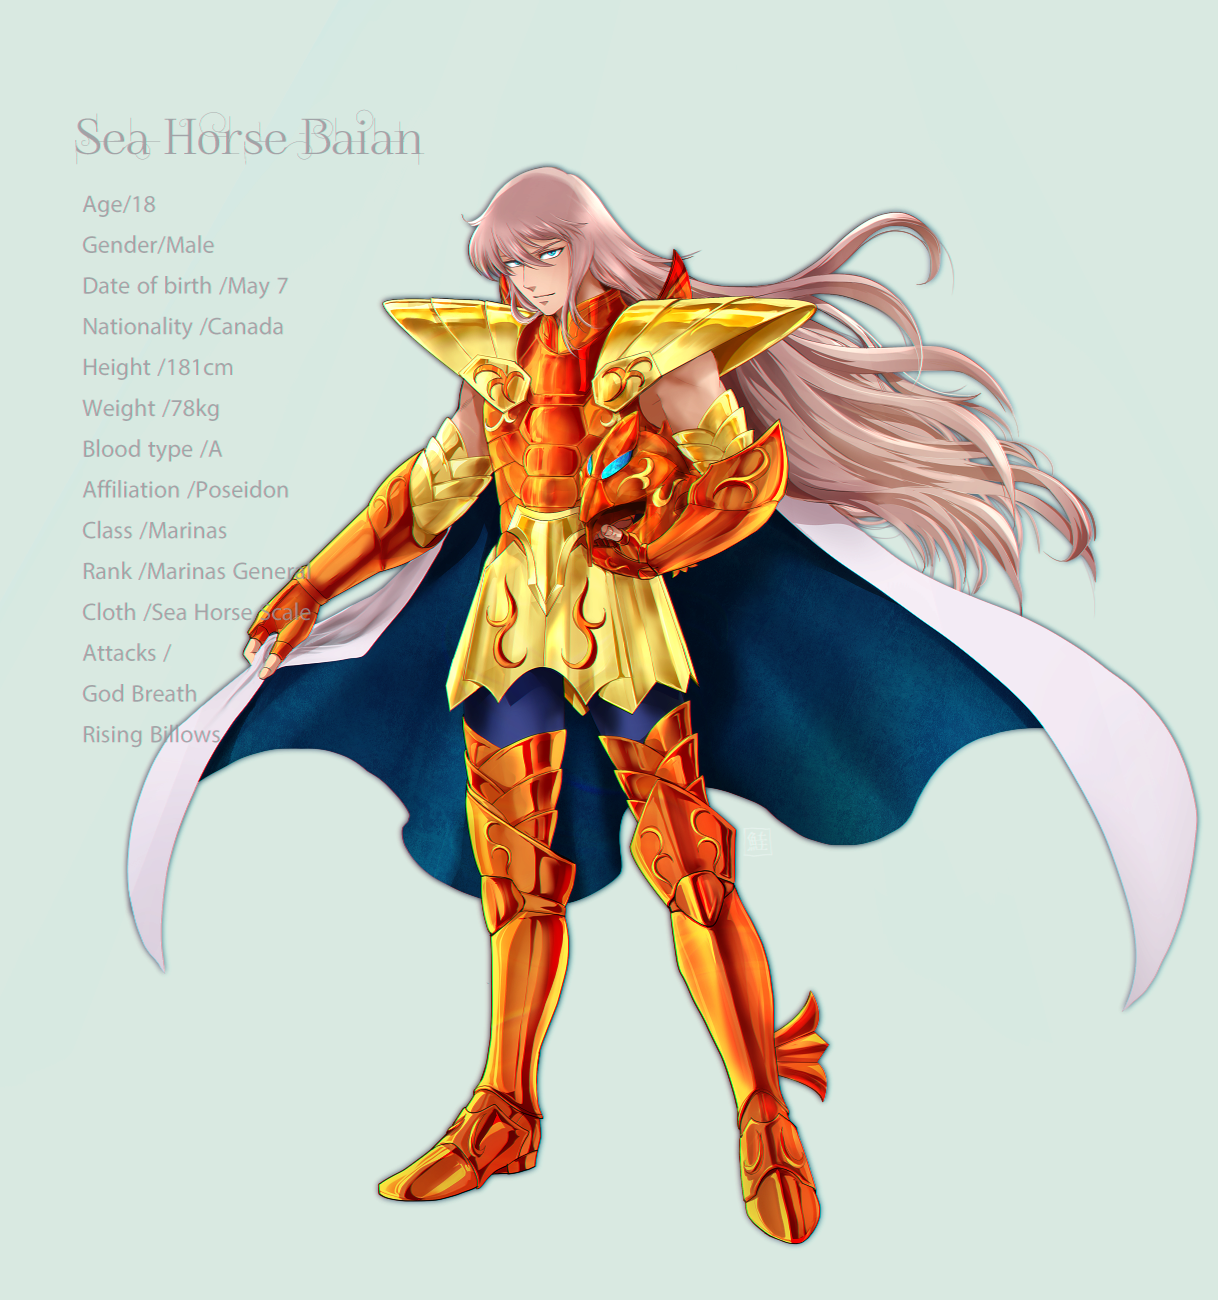 Sea Horse Baian
Age/18
Gender/Male
Date of birth /May 7
Nationality /Canada
Height /181cm
Weight /78kg
Blood type /A
Affiliation /Poseidon
Class /Marinas
Rank /Marinas General
Cloth /Sea Horse Scale
Attacks /
God Breath
Rising Billows